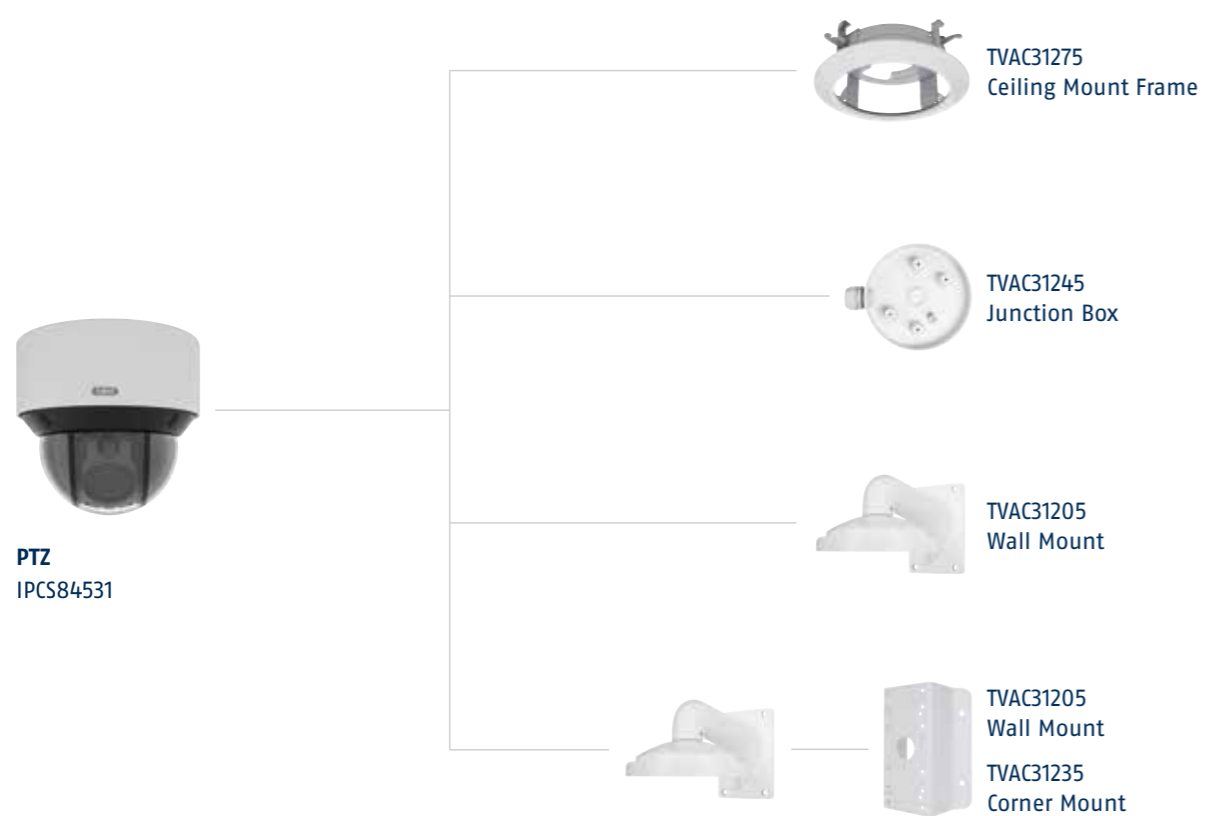 TVAC31275
Ceiling Mount Frame
TVAC31245
Junction Box
PTZ
IPCS84531
TVAC31205
Wall Mount
TVAC31205
Wall Mount
TVAC31235
Corner Mount